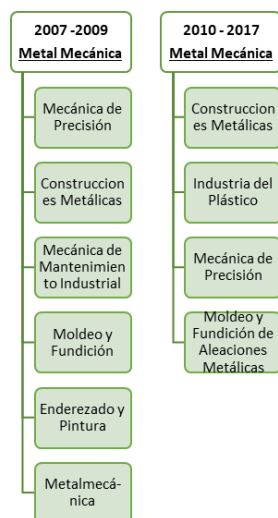 2007 -2009
Metal Mecánica
Mecánica de
Precisión
Construccion
es Metálicas
Mecánica de
Mantenimien
to Industrial
Moldeo y
Fundición
Enderezado y
Pintura
Metalmecá-
nica
2010 - 2017
Metal Mecánica
Construccion
es Metálicas
Industria del
Plástico
Mecánica de
Precisión
Moldeo y
Fundición de
Aleaciones
Metálicas